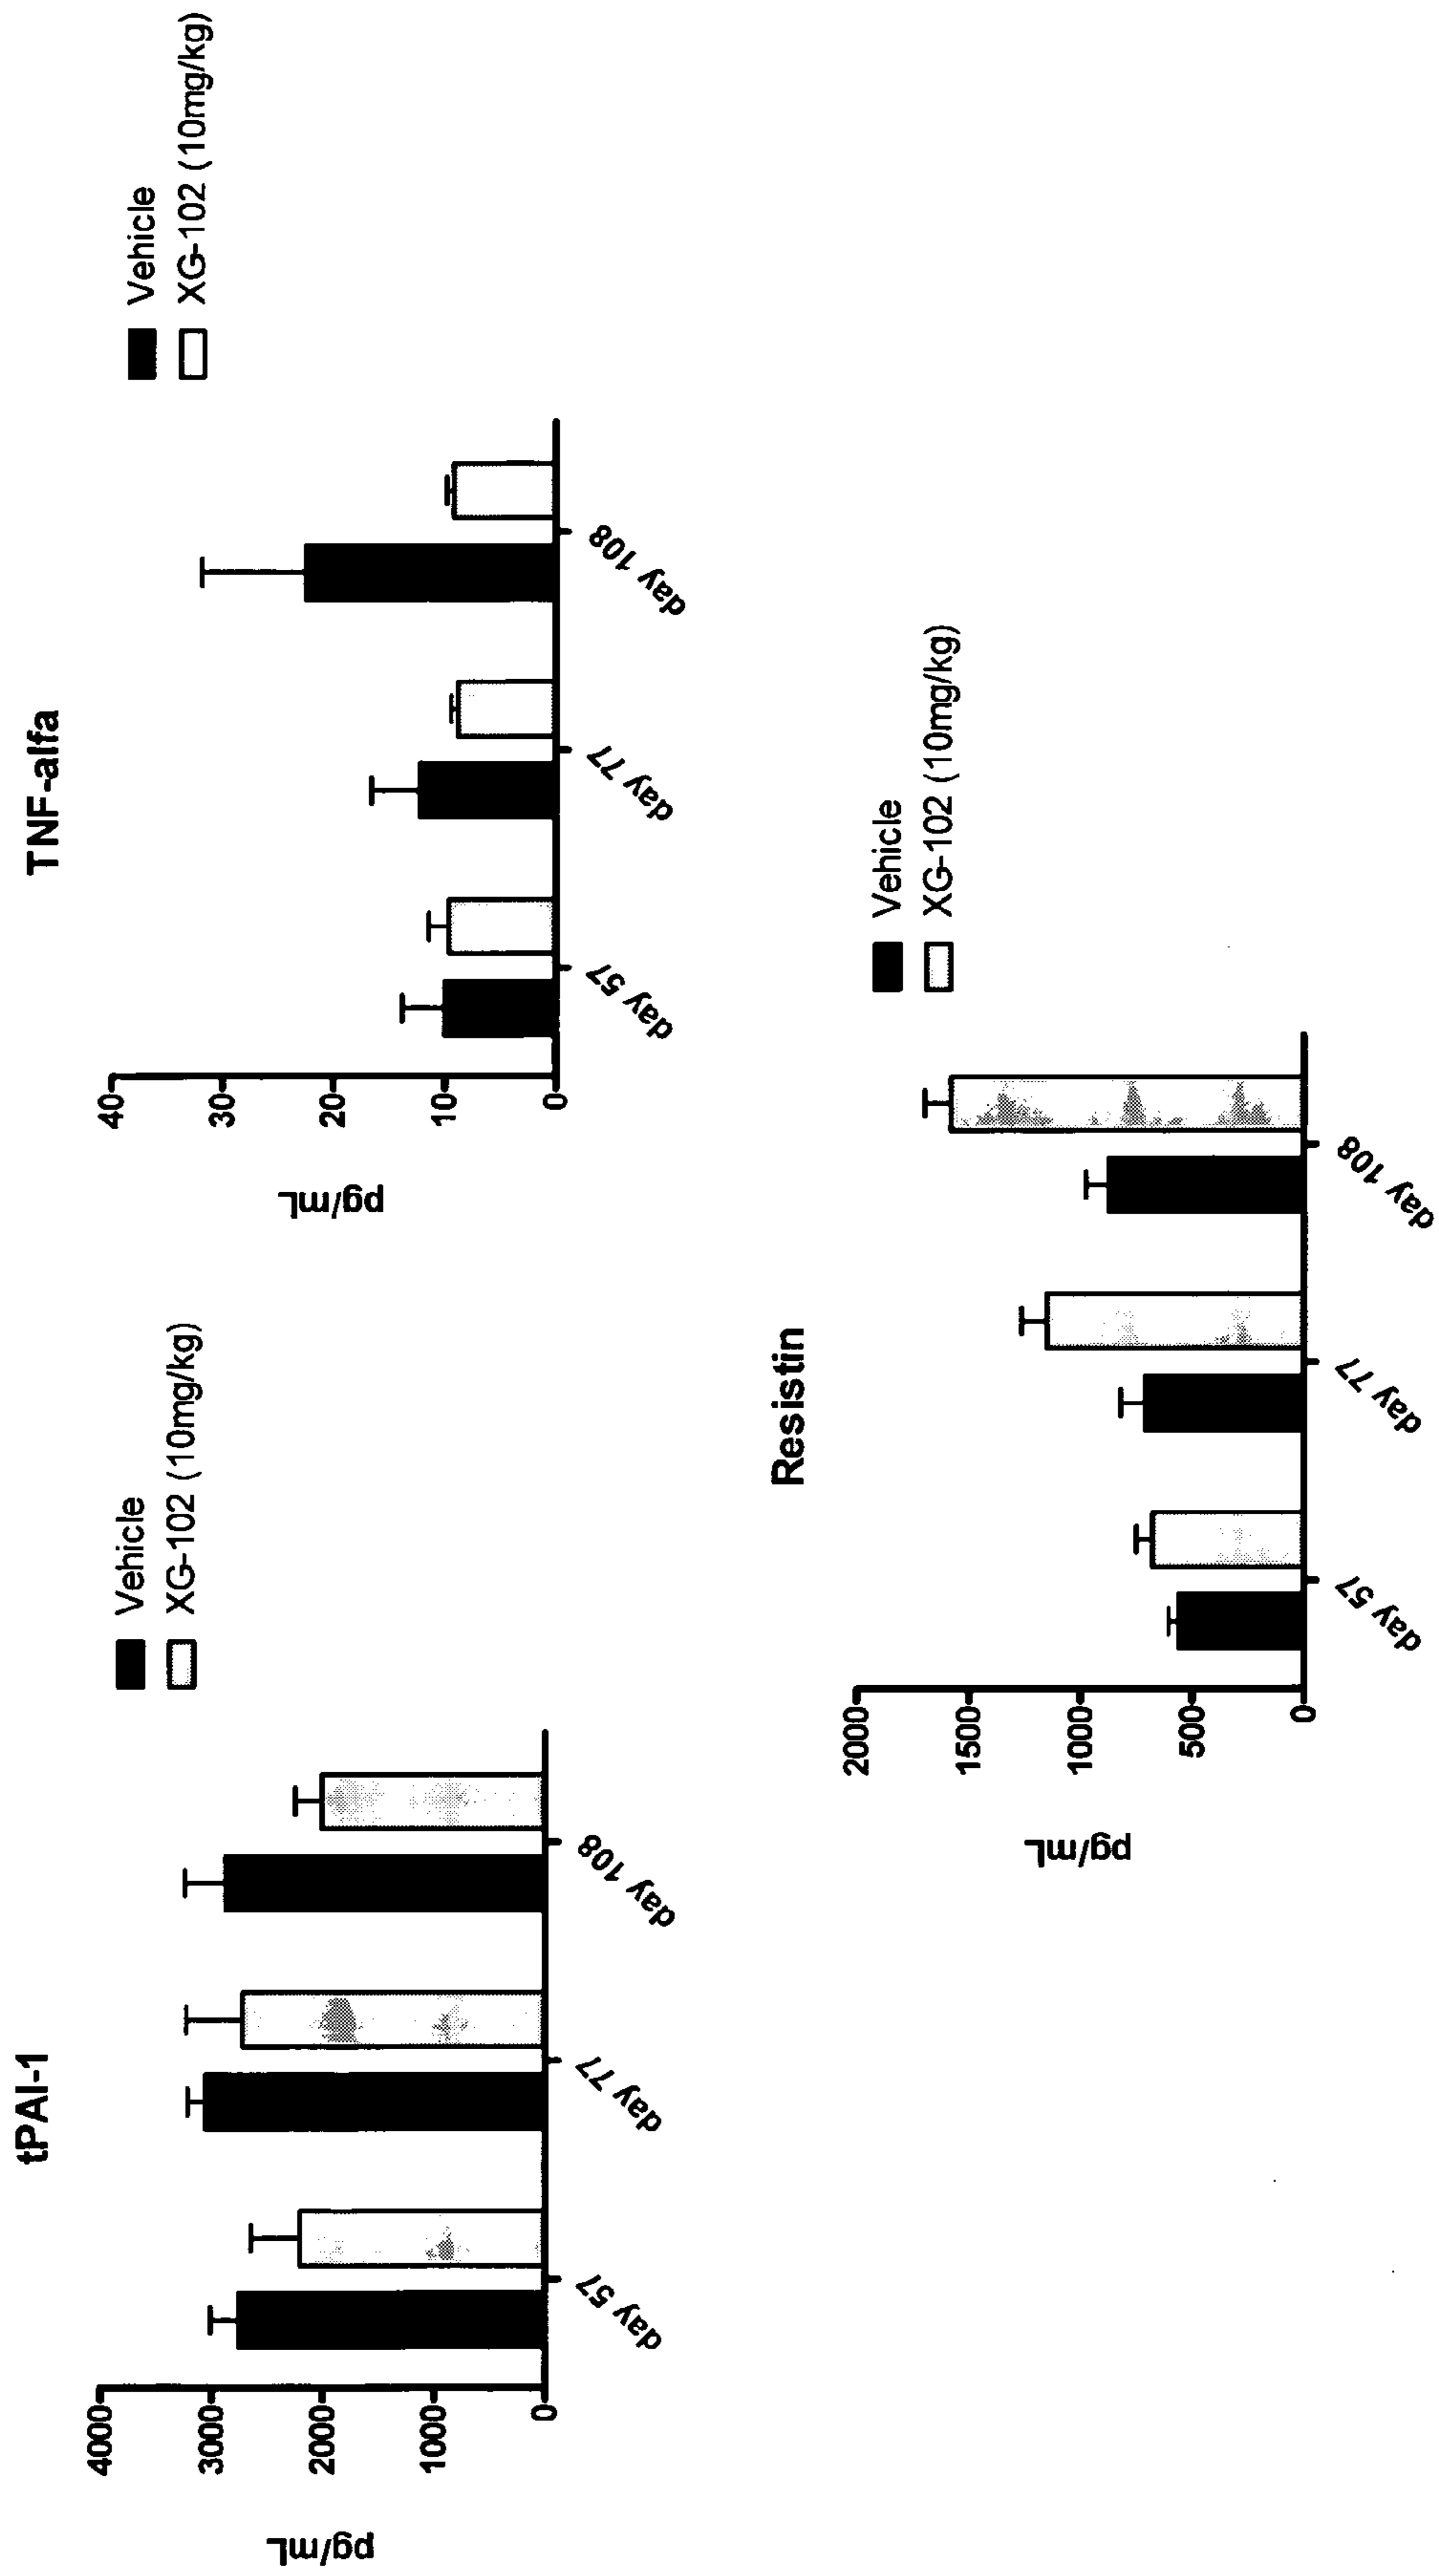 tPAI-1
Vehicle
XG-102 (10mg/kg)
pg/mL
4000
3000
2000
1000
0
day 57
day 77
day 108
TNF-alfa
Vehicle
XG-102 (10mg/kg)
pg/mL
40
30
20
10
0
day 57
day 77
day 108
Resistin
Vehicle
XG-102 (10mg/kg)
pg/mL
2000
1500
1000
500
0
day 57
day 77
day 108